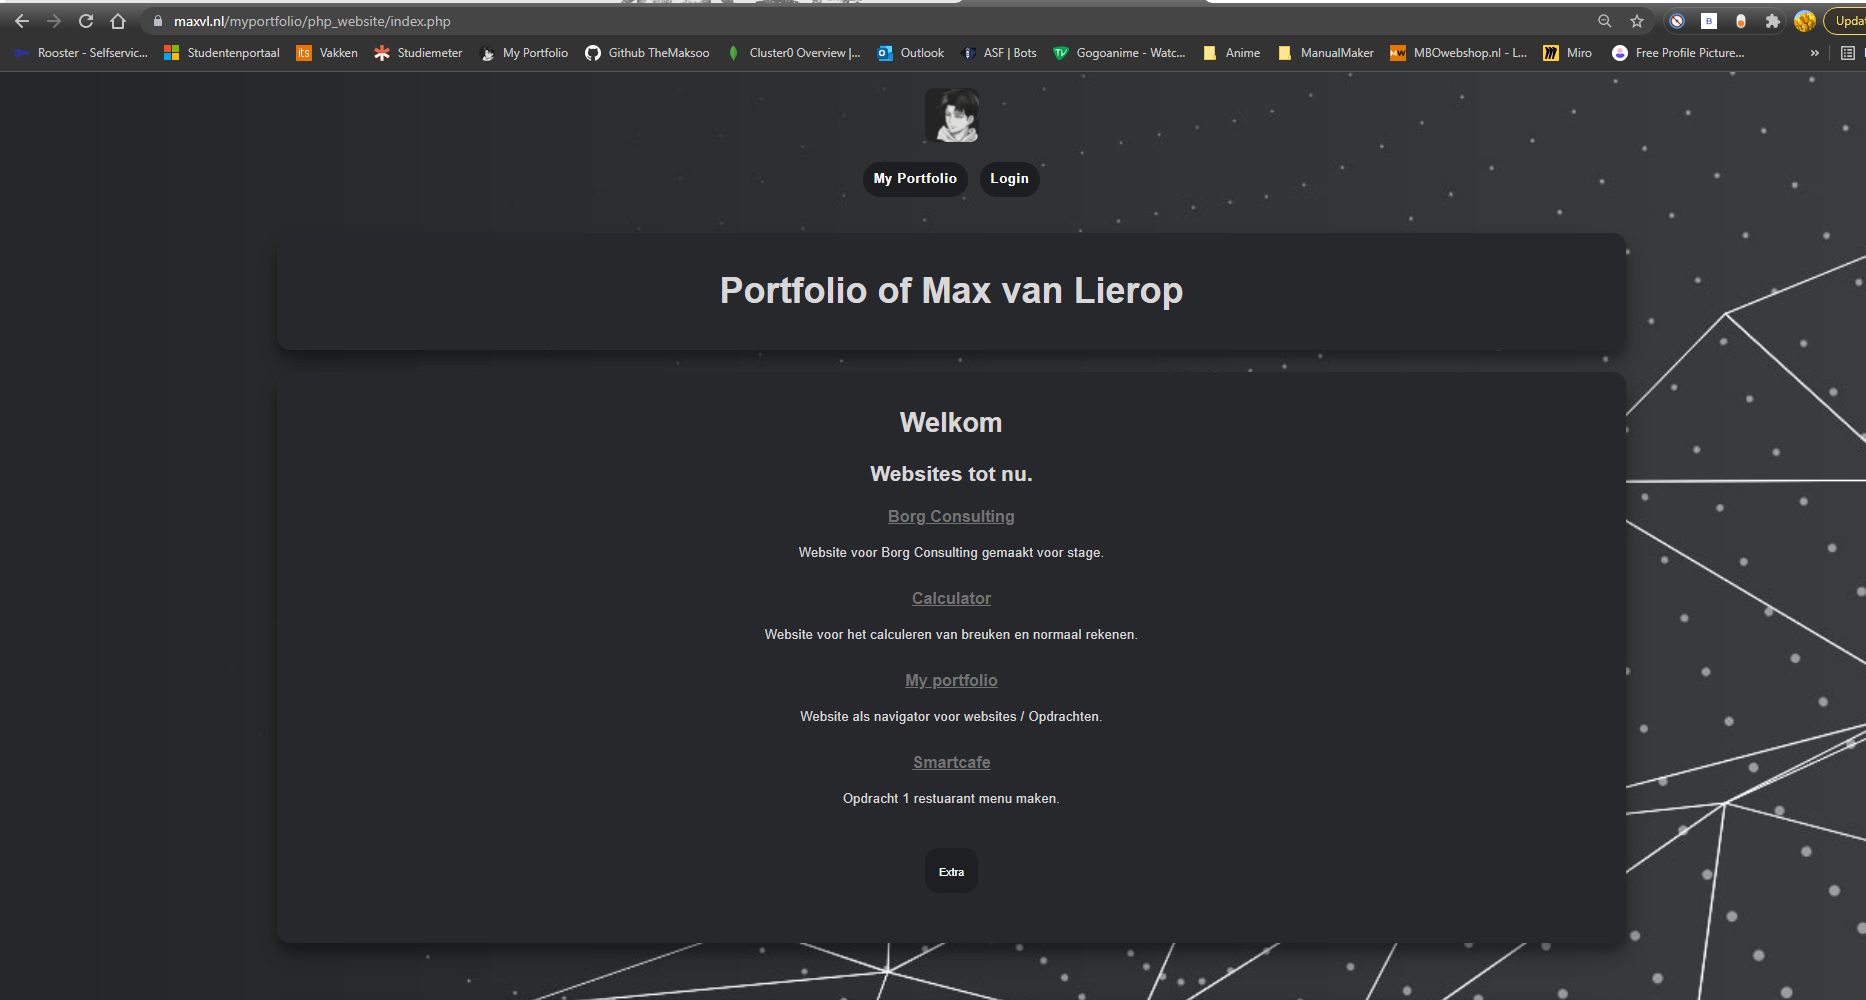 maxvl.nl/myportfolio/php_website/index.php
Updat
Rooster - Selfservic... Studentenportaal its Vakken Studiemeter My Portfolio Github TheMaksoo Cluster0 Overview |... Outlook ASF | Bots Gogoanime - Watc... Anime ManualMaker MBOwebshop.nl - L... Miro Free Profile Picture... »
My Portfolio Login
Portfolio of Max van Lierop
Welkom
Websites tot nu.
Borg Consulting
Website voor Borg Consulting gemaakt voor stage.
Calculator
Website voor het calculeren van breuken en normaal rekenen.
My portfolio
Website als navigator voor websites / Opdrachten.
Smartcafe
Opdracht 1 restuarant menu maken.
Extra